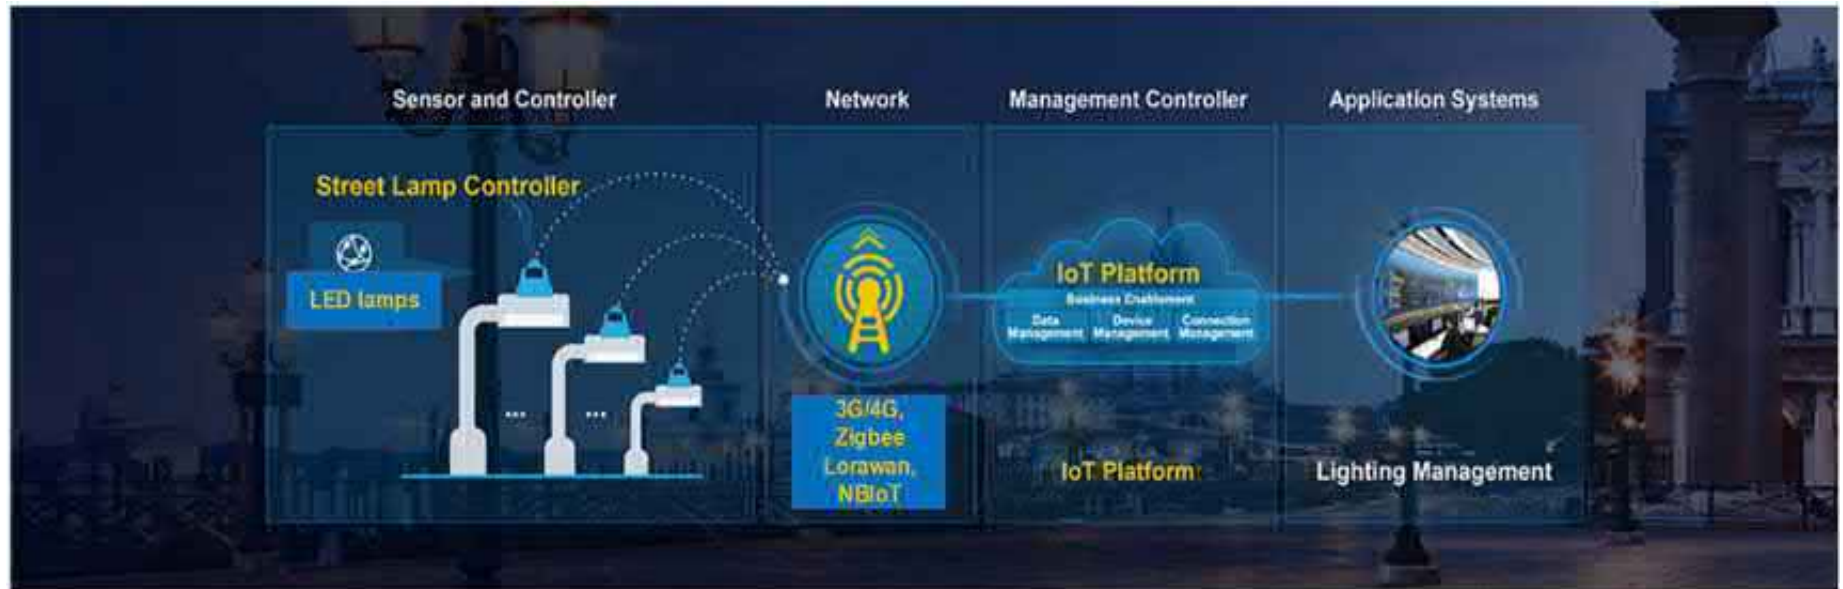 Sensor and Controller
Network
Management Controller
Application Systems
Street Lamp Controller
LED lamps
IoT Platform
Business Enablement
Data
Management
Device
Management
Connection
Management
3G/4G,
Zigbee
Lorawan,
NBIoT
IoT Platform
Lighting Management